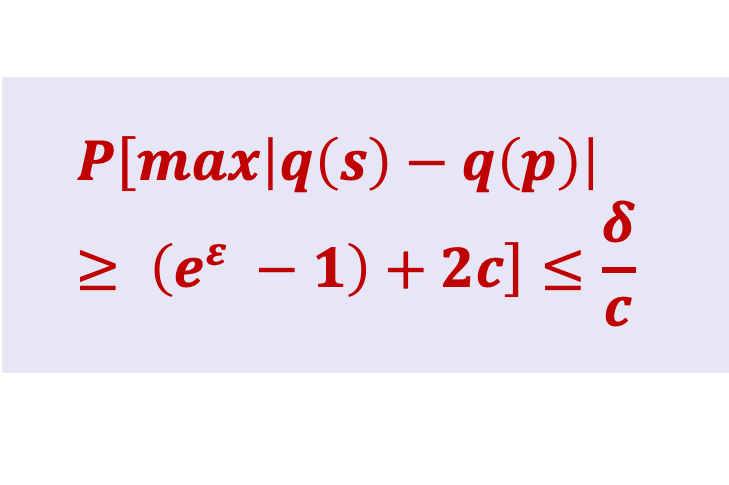 P[max|q(s) − q(p)|
≥ (e^ε − 1) + 2c] ≤ δ/c